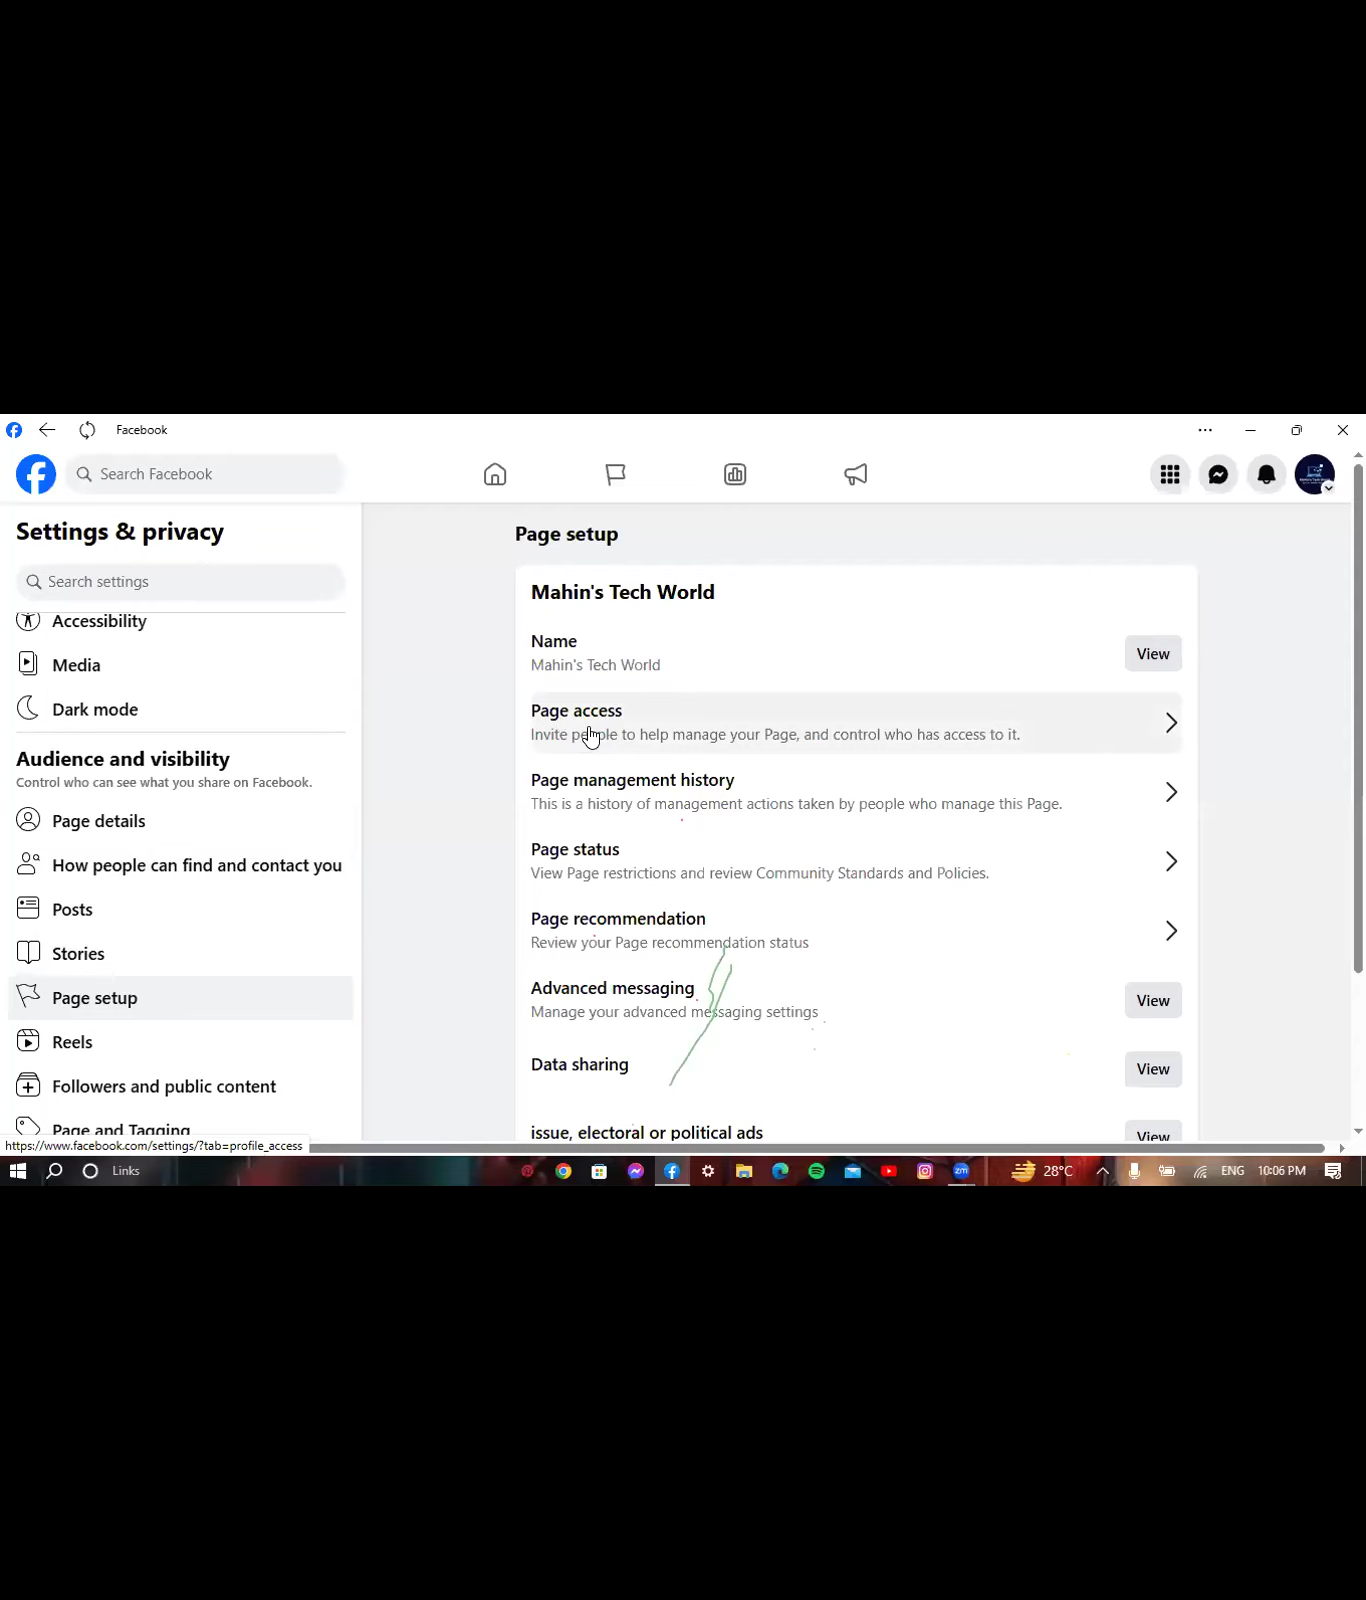 Facebook
Search Facebook
Settings & privacy
Search settings
Accessibility
Media
Dark mode
Audience and visibility
Control who can see what you share on Facebook.
Page details
How people can find and contact you
Posts
Stories
Page setup
Reels
Followers and public content
Page and Tagging
https://www.facebook.com/settings/?tab=profile_access
Page setup
Mahin's Tech World
Name
Mahin's Tech World
View
Page access
Invite people to help manage your Page, and control who has access to it.
Page management history
This is a history of management actions taken by people who manage this Page.
Page status
View Page restrictions and review Community Standards and Policies.
Page recommendation
Review your Page recommendation status
Advanced messaging
Manage your advanced messaging settings
View
Data sharing
View
issue, electoral or political ads
View
Links
zm
28°C
ENG
10:06 PM